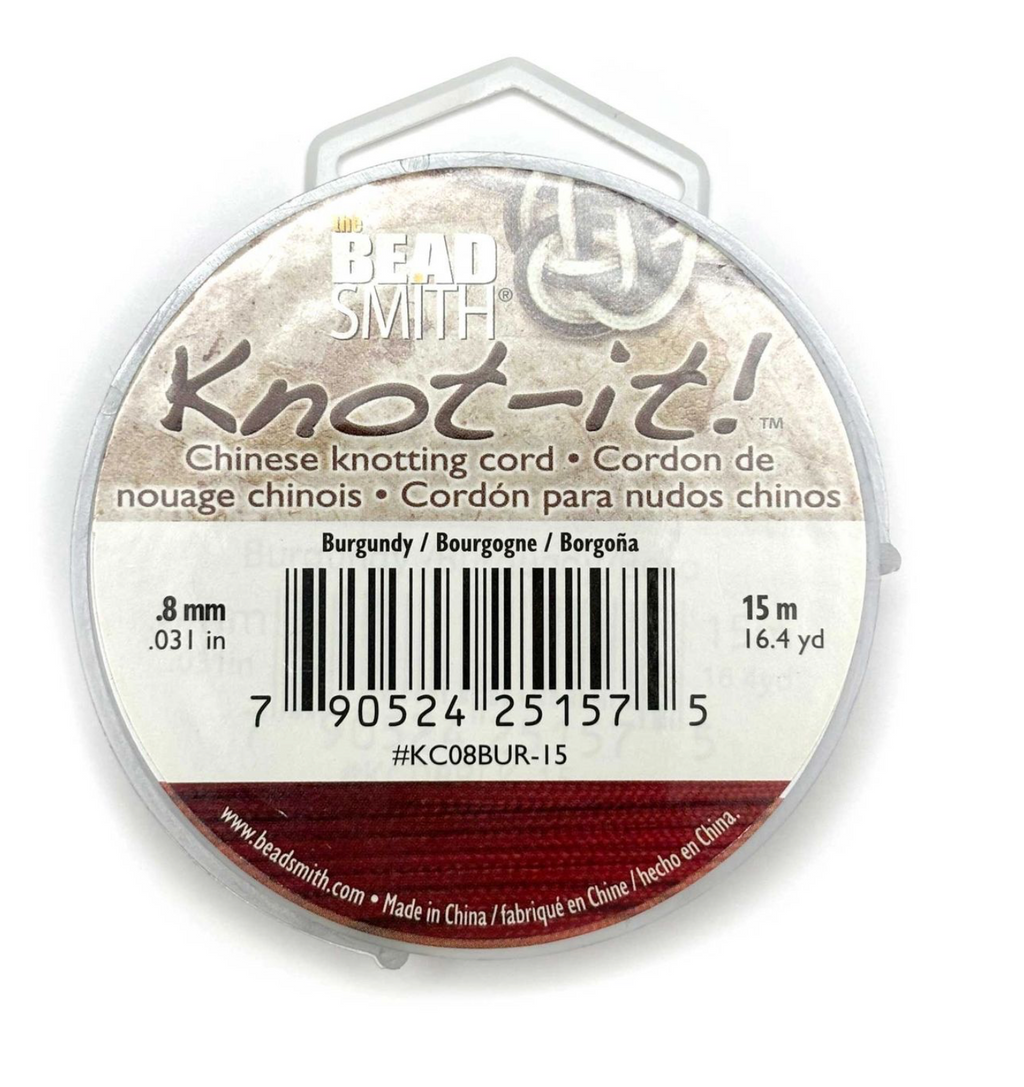 the
BEAD
SMITH®
Knot-it!™
Chinese knotting cord • Cordon de
nouage chinois • Cordón para nudos chinos
Burgundy / Bourgogne / Borgoña
.8 mm
.031 in
15 m
16.4 yd
7 90524 25157 5
#KC08BUR-15
www.beadsmith.com • Made in China / fabriqué en Chine / hecho en China.